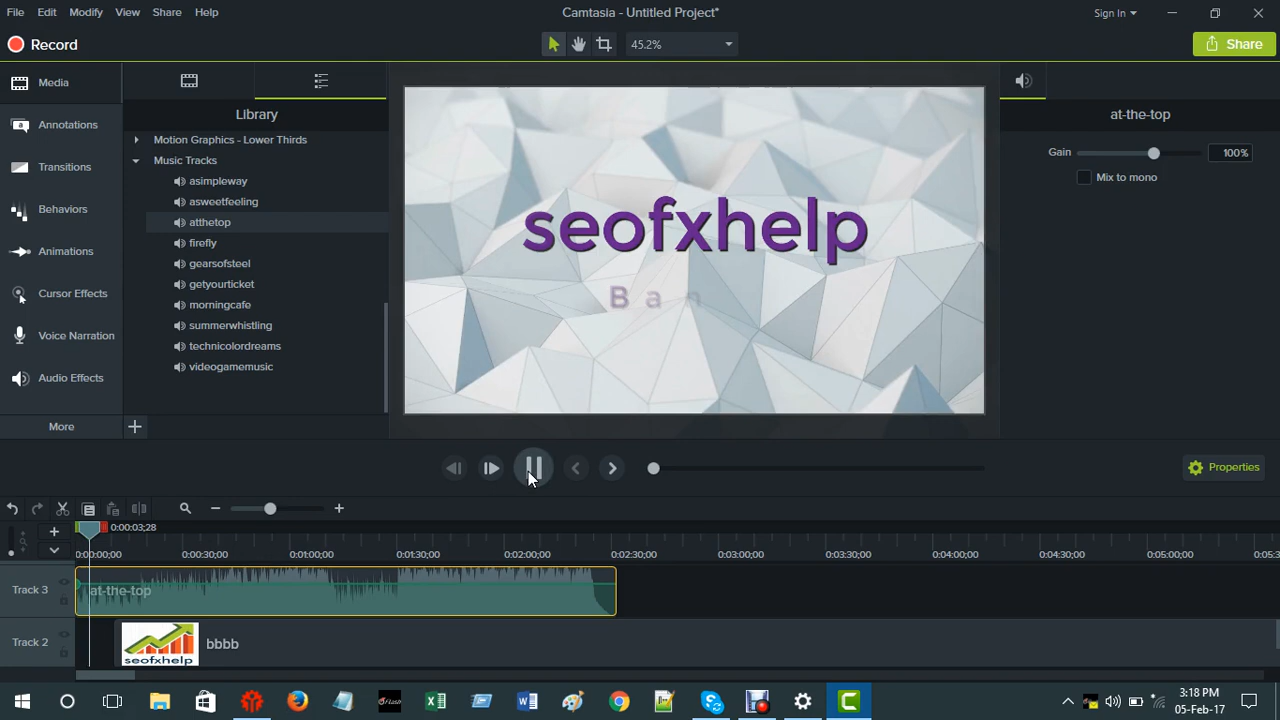 File Edit Modify View Share Help
Camtasia - Untitled Project*
Sign In
Record
45.2%
Share
Media
Annotations
Transitions
Behaviors
Animations
Cursor Effects
Voice Narration
Audio Effects
More
Library
Motion Graphics - Lower Thirds
Music Tracks
asimpleway
asweetfeeling
atthetop
firefly
gearsofsteel
getyourticket
morningcafe
summerwhistling
technicolordreams
videogamemusic
seofxhelp
B a n
at-the-top
Gain 100%
Mix to mono
Properties
0:00:03;28
0:00:00;00 0:00:30;00 0:01:00;00 0:01:30;00 0:02:00;00 0:02:30;00 0:03:00;00 0:03:30;00 0:04:00;00 0:04:30;00 0:05:00;00 0:05:3
Track 3
at-the-top
Track 2
seofxhelp
bbbb
3:18 PM
05-Feb-17